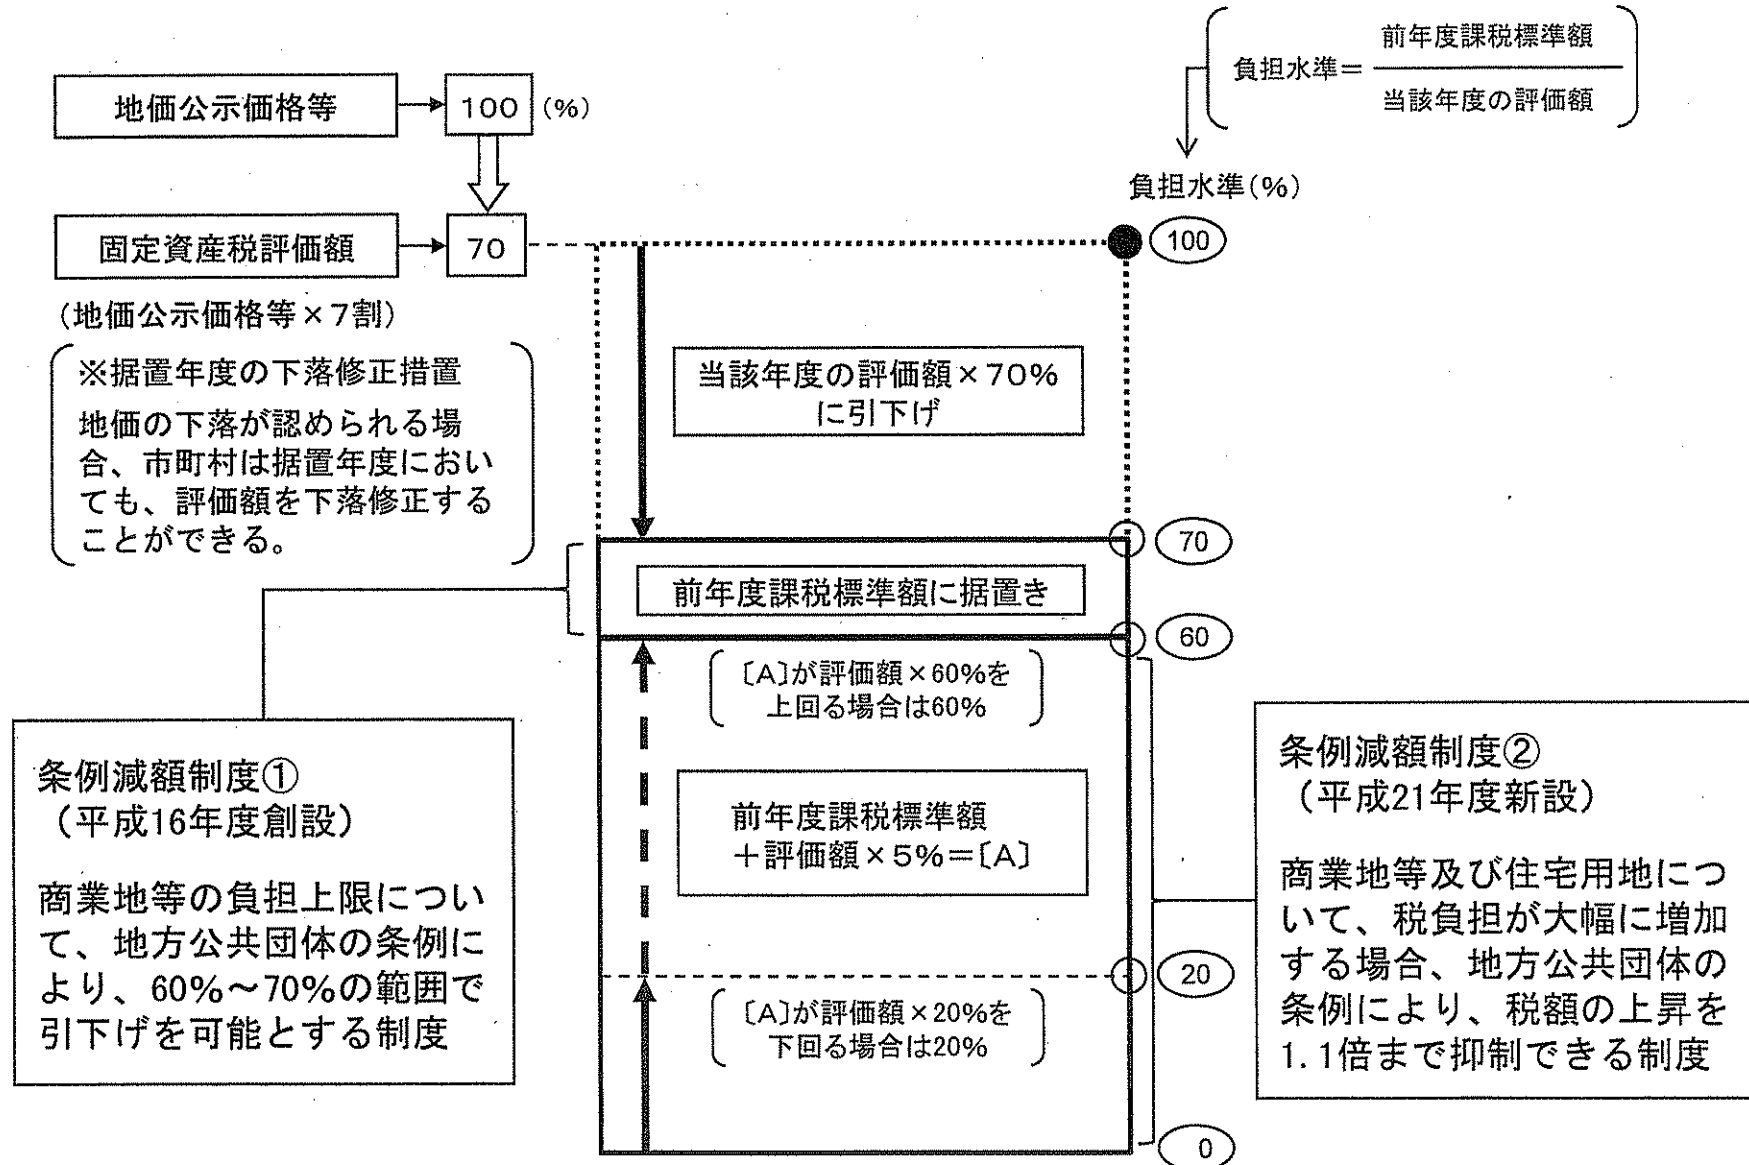 前年度課税標準額
負担水準＝
当該年度の評価額
地価公示価格等
100
(％)
負担水準(％)
固定資産税評価額
70
100
(地価公示価格等×7割)
※据置年度の下落修正措置
地価の下落が認められる場
合、市町村は据置年度におい
ても、評価額を下落修正する
ことができる。
当該年度の評価額×70％
に引下げ
70
前年度課税標準額に据置き
60
〔A〕が評価額×60％を
上回る場合は60％
前年度課税標準額
＋評価額×5％＝〔A〕
20
〔A〕が評価額×20％を
下回る場合は20％
0
条例減額制度①
（平成16年度創設）
商業地等の負担上限につい
て、地方公共団体の条例に
より、60％～70％の範囲で
引下げを可能とする制度
条例減額制度②
（平成21年度新設）
商業地等及び住宅用地につ
いて、税負担が大幅に増加
する場合、地方公共団体の
条例により、税額の上昇を
1.1倍まで抑制できる制度